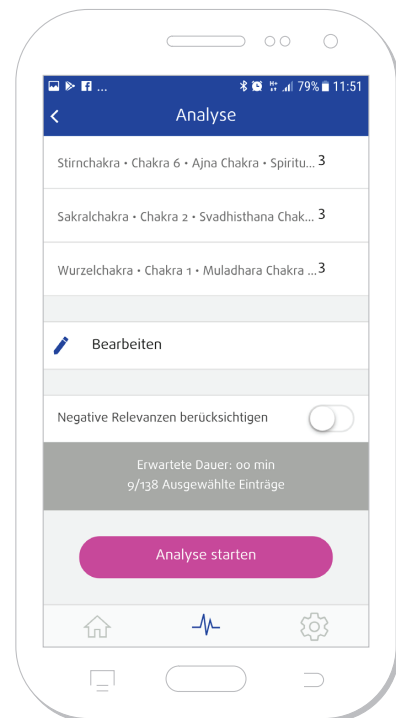 ... 79% 11:51
Analyse
Stirnchakra • Chakra 6 • Ajna Chakra • Spiritu... 3
Sakralchakra • Chakra 2 • Svadhisthana Chak... 3
Wurzelchakra • Chakra 1 • Muladhara Chakra ... 3
Bearbeiten
Negative Relevanzen berücksichtigen
Erwartete Dauer: 00 min
9/138 Ausgewählte Einträge
Analyse starten